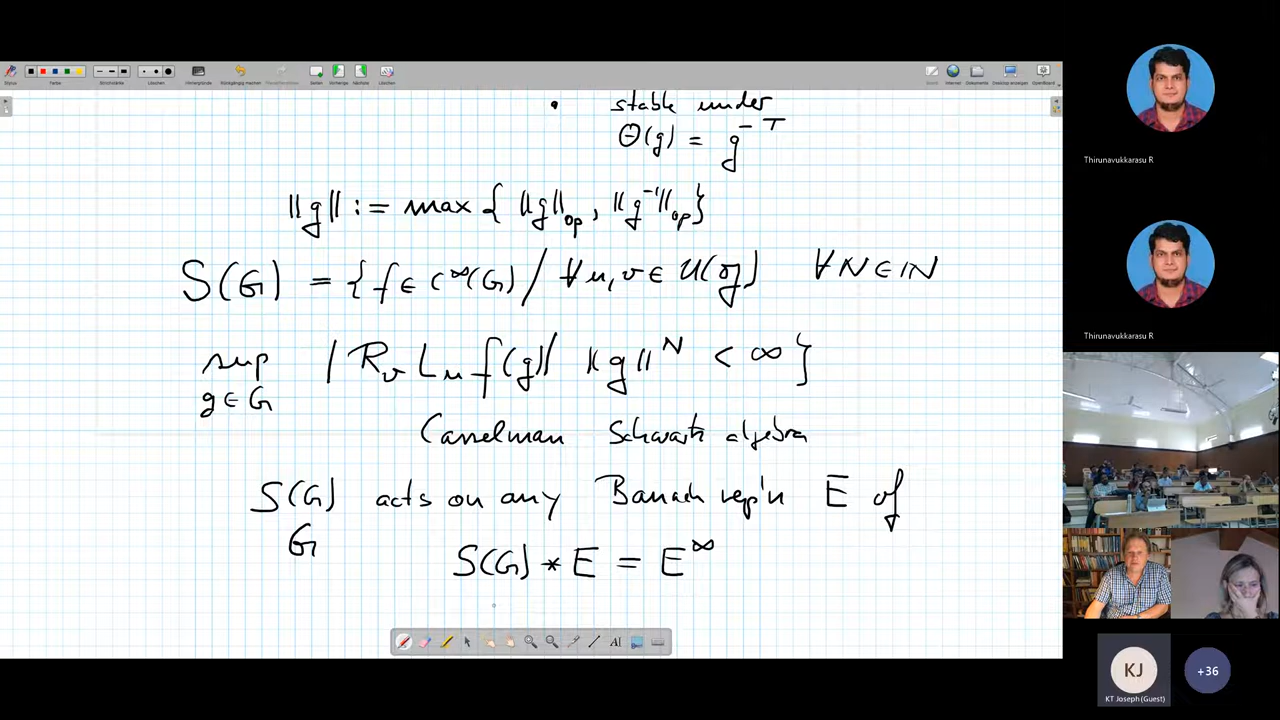 • stable under
Θ(g) = g^{-T}
‖g‖ := max { ‖g‖_op , ‖g^{-1}‖_op }
S(G) = { f ∈ C^∞(G) / ∀ u, v ∈ U(𝔤) ∀ N ∈ ℕ
sup_{g ∈ G} | R_v L_u f(g) | ‖g‖^N < ∞ }
Casselman Schwartz algebra
S(G) acts on any Banach rep'n E of
G
S(G) * E = E^∞
Thirunavukkarasu R
Thirunavukkarasu R
KJ
KT Joseph (Guest)
+36